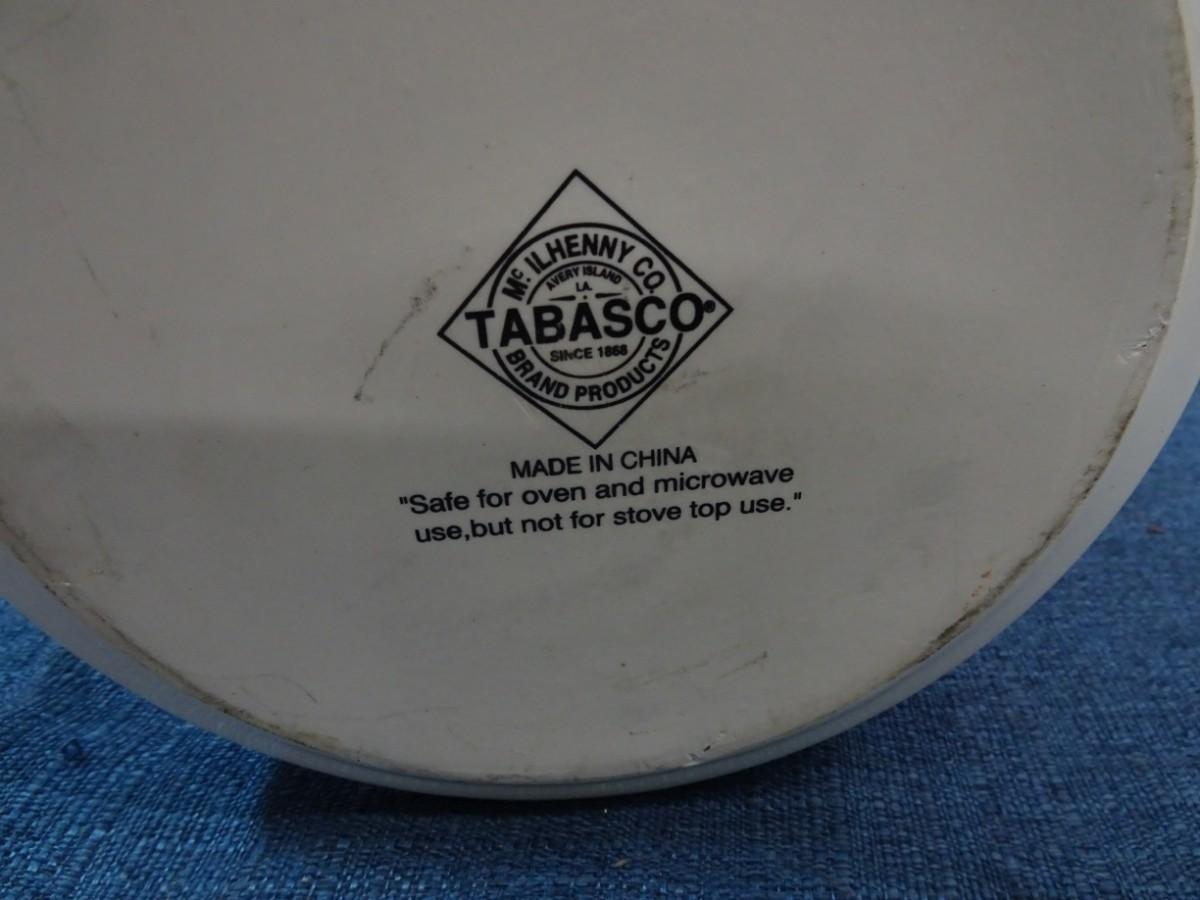 Mc. ILHENNY CO.
AVERY ISLAND
LA.
TABASCO®
SINCE 1868
BRAND PRODUCTS
MADE IN CHINA
"Safe for oven and microwave
use,but not for stove top use."